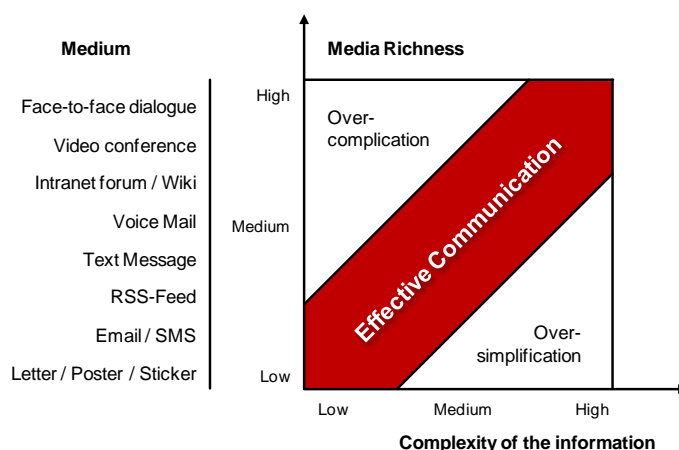 Medium
Media Richness
Face-to-face dialogue
Video conference
Intranet forum / Wiki
Voice Mail
Text Message
RSS-Feed
Email / SMS
Letter / Poster / Sticker
High
Medium
Low
Over-
complication
Effective Communication
Over-
simplification
Low
Medium
High
Complexity of the information